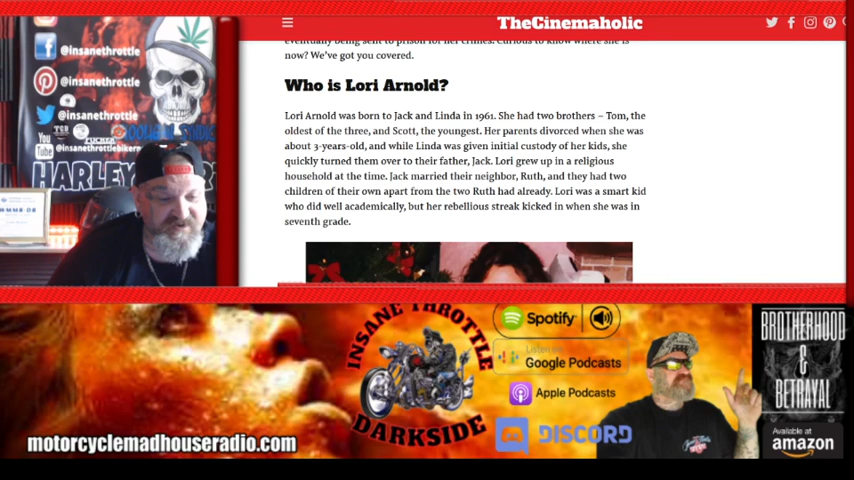 TheCinemaholic
@insanethrottle
@insanethrottle
@insanethrottle
You
Tube
@insanethrottlebikern
HARLEY
eventually being sent to prison for her crimes. Curious to know where she is
now? We've got you covered.
Who is Lori Arnold?
Lori Arnold was born to Jack and Linda in 1961. She had two brothers – Tom, the
oldest of the three, and Scott, the youngest. Her parents divorced when she was
about 3-years-old, and while Linda was given initial custody of her kids, she
quickly turned them over to their father, Jack. Lori grew up in a religious
household at the time. Jack married their neighbor, Ruth, and they had two
children of their own apart from the two Ruth had already. Lori was a smart kid
who did well academically, but her rebellious streak kicked in when she was in
seventh grade.
INSANE THROTTLE
DARKSIDE
Spotify
Listen on
Google Podcasts
Apple Podcasts
DISCORD
BROTHERHOOD
&
BETRAYAL
Available at
amazon
motorcyclemadhouseradio.com